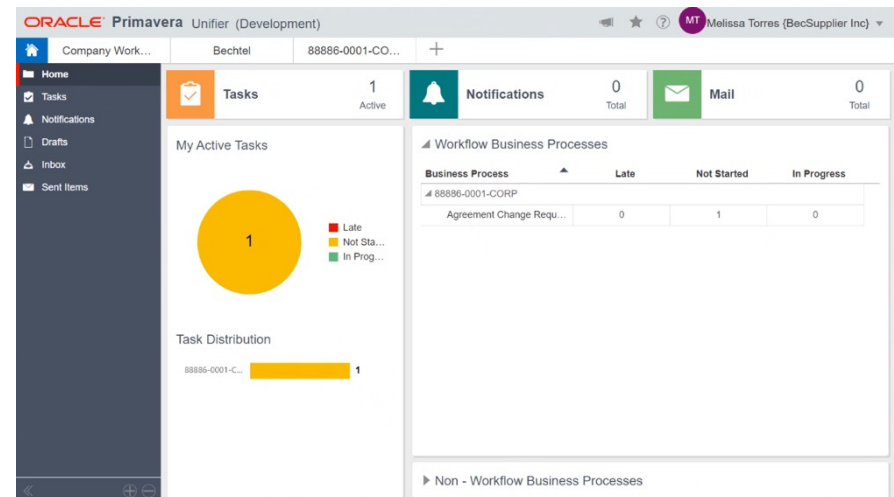 ORACLE Primavera Unifier (Development)
? MT Melissa Torres {BecSupplier Inc}
Company Work... Bechtel 88886-0001-CO... +
Home
Tasks
Notifications
Drafts
Inbox
Sent Items
Tasks 1 Active
Notifications 0 Total
Mail 0 Total
My Active Tasks
1
Late
Not Sta...
In Prog...
Task Distribution
88886-0001-C... 1
Workflow Business Processes
Business Process Late Not Started In Progress
88886-0001-CORP
Agreement Change Requ... 0 1 0
Non - Workflow Business Processes